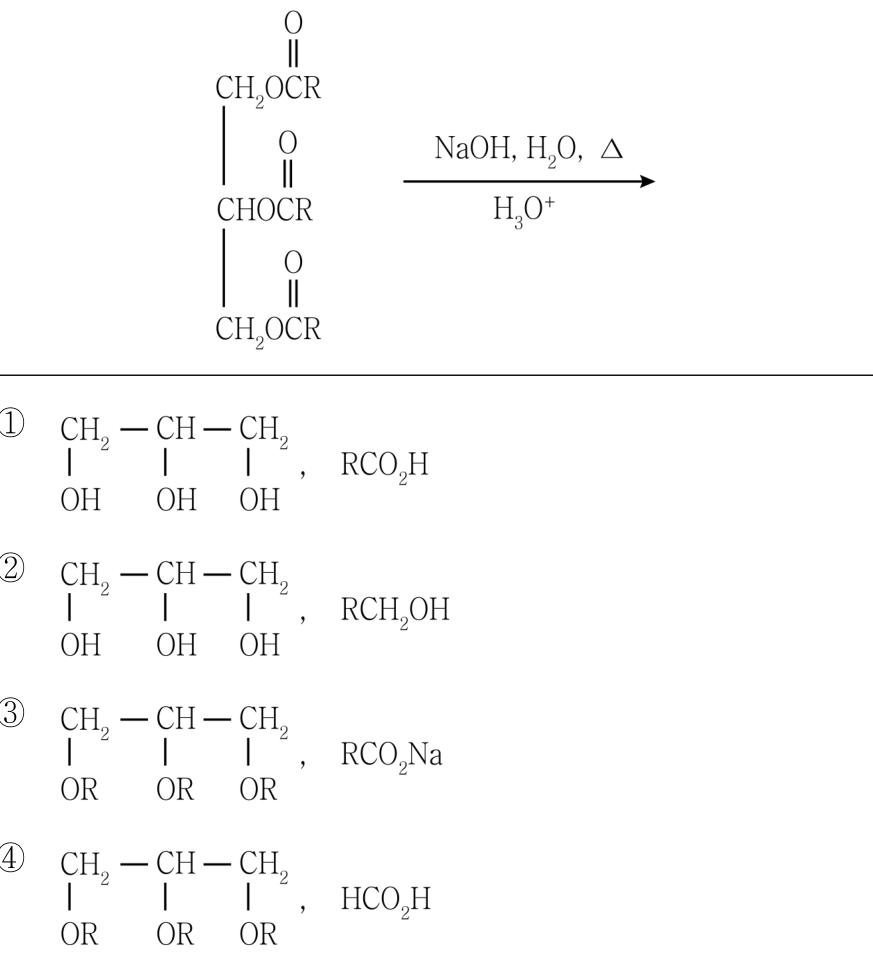 O
CH₂OCR
O
NaOH, H₂O, △
CHOCR
H₃O⁺
O
CH₂OCR
① CH₂ — CH — CH₂
, RCO₂H
OH OH OH
② CH₂ — CH — CH₂
, RCH₂OH
OH OH OH
③ CH₂ — CH — CH₂
, RCO₂Na
OR OR OR
④ CH₂ — CH — CH₂
, HCO₂H
OR OR OR